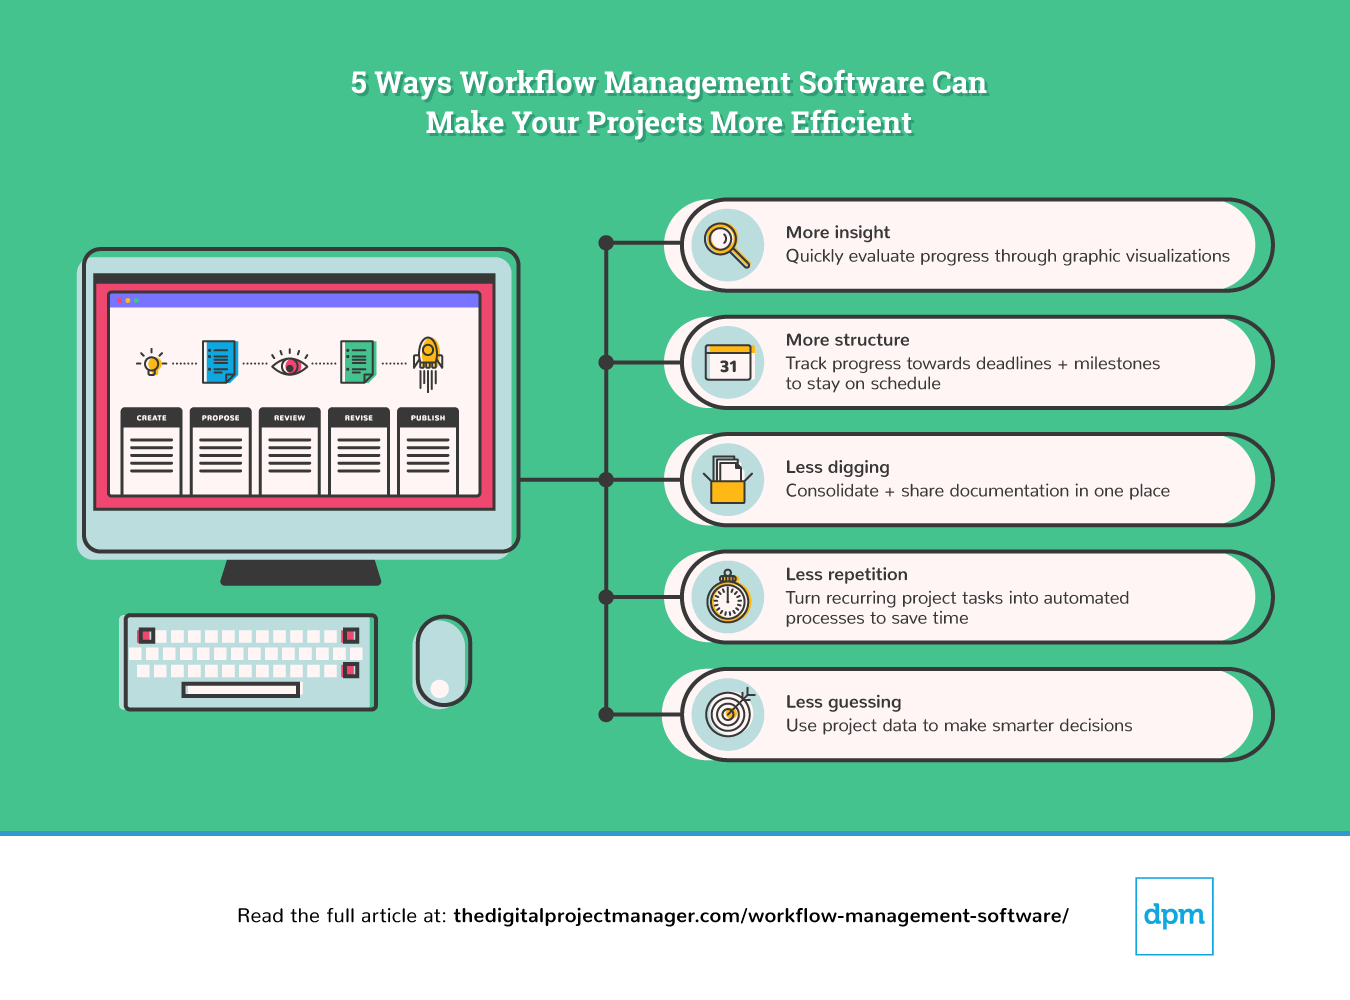 5 Ways Workflow Management Software Can
Make Your Projects More Efficient
CREATE
PROPOSE
REVIEW
REVISE
PUBLISH
More insight
Quickly evaluate progress through graphic visualizations
31
More structure
Track progress towards deadlines + milestones
to stay on schedule
Less digging
Consolidate + share documentation in one place
Less repetition
Turn recurring project tasks into automated
processes to save time
Less guessing
Use project data to make smarter decisions
Read the full article at: thedigitalprojectmanager.com/workflow-management-software/
dpm